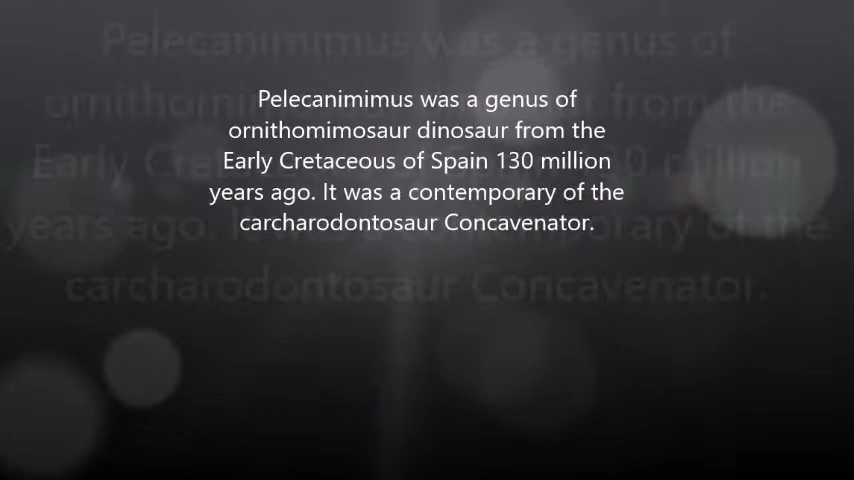 Pelecanimimus was a genus of
ornithomimosaur dinosaur from the
Early Cretaceous of Spain 130 million
years ago. It was a contemporary of the
carcharodontosaur Concavenator.